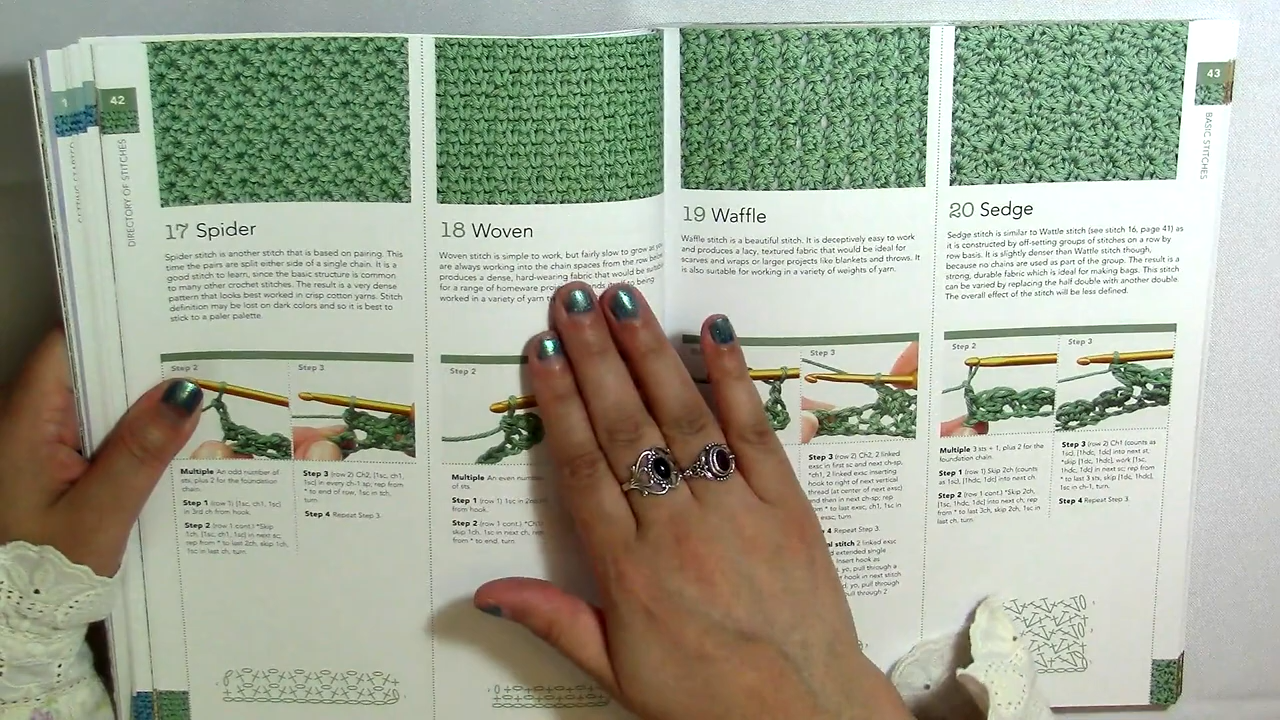 42
DIRECTORY OF STITCHES
17 Spider
Spider stitch is another stitch that is based on pairing. This
time the pairs are split either side of a single chain. It is a
good stitch to learn, since the basic structure is common
to many other crochet stitches. The result is a very dense
pattern that looks best worked in crisp cotton yarns. Stitch
definition may be lost on dark colors and so it is best to
stick to a paler palette.
Step 2
Step 3
Multiple An odd number of
sts, plus 2 for the foundation
chain.
Step 1 (row 1) [1sc, ch1, 1sc]
in 3rd ch from hook.
Step 2 (row 1 cont.) *Skip
1ch, [1sc, ch1, 1sc] in next sc;
rep from * to last 2ch, skip 1ch,
1sc in last ch, turn.
Step 3 (row 2) Ch2, [1sc, ch1,
1sc] in every ch-1 sp; rep from
* to end of row, 1sc in tch,
turn.
Step 4 Repeat Step 3.
18 Woven
Woven stitch is simple to work, but fairly slow to grow as you
are always working into the chain spaces from the row below.
produces a dense, hard-wearing fabric that would be suitable
for a range of homeware
worked in a variety of yarn
being
Step 2
Multiple An even number
of sts.
Step 1 (row 1) 1sc in 2nd
from hook.
Step 2 (row 1 cont.) *Ch1,
skip 1ch, 1sc in next ch; rep
from * to end, turn.
19 Waffle
Waffle stitch is a beautiful stitch. It is deceptively easy to work
and produces a lacy, textured fabric that would be ideal for
scarves and wraps or larger projects like blankets and throws. It
is also suitable for working in a variety of weights of yarn.
Step 3
Step 3 (row 2) Ch2, 2 linked
exsc in first sc and next ch-sp,
*ch1, 2 linked exsc inserting
hook to right of next vertical
thread (at center of next exsc)
and then in next ch-sp; rep
from * to last exsc, ch1, 1sc in
exsc, turn.
4 Repeat Step 3.
stitch 2 linked exsc
extended single
Insert hook as
yo, pull through a
hook in next stitch
yo, pull through
pull through 2
43
BASIC STITCHES
20 Sedge
Sedge stitch is similar to Wattle stitch (see stitch 16, page 41) as
it is constructed by off-setting groups of stitches on a row by
row basis. It is slightly denser than Wattle stitch though,
because no chains are used as part of the group. The result is a
strong, durable fabric which is ideal for making bags. This stitch
can be varied by replacing the half double with another double.
The overall effect of the stitch will be less defined.
Step 2
Step 3
Multiple 3 sts + 1, plus 2 for the
foundation chain.
Step 1 (row 1) Skip 2ch (counts
as 1sc), [1hdc, 1dc] into next ch.
Step 2 (row 1 cont.) *Skip 2ch,
[1sc, 1hdc, 1dc] into next ch; rep
from * to last 3ch, skip 2ch, 1sc in
last ch, turn.
Step 3 (row 2) Ch1 (counts
as 1sc), [1hdc, 1dc] into next st,
*skip [1hdc, 1dc], work [1sc,
1hdc, 1dc] in next sc; rep from
* to last 3 sts, skip [1dc, 1hdc],
1sc in ch-1, turn.
Step 4 Repeat Step 3.